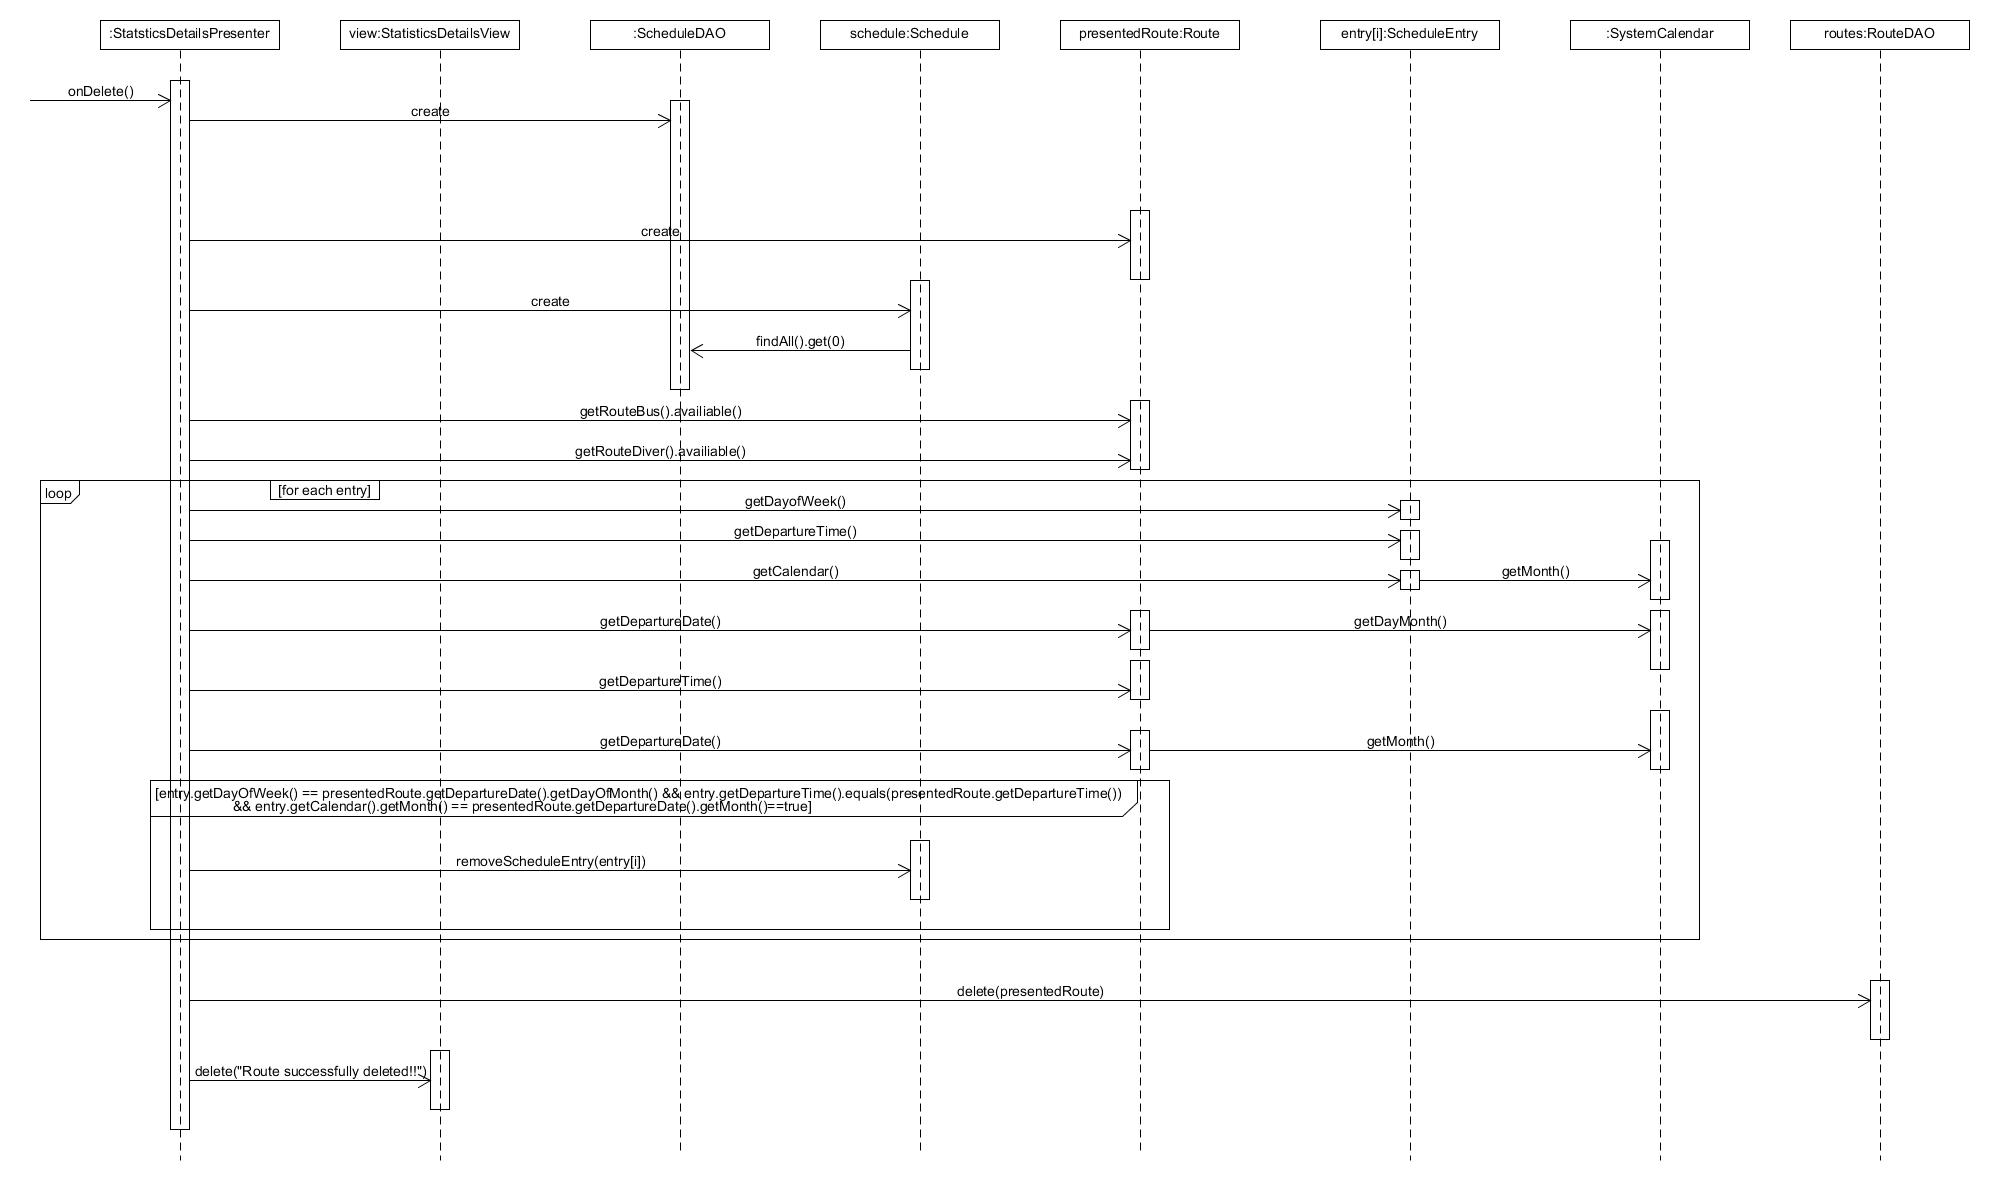 :StatsticsDetailsPresenter
view:StatisticsDetailsView
:ScheduleDAO
schedule:Schedule
presentedRoute:Route
entry[i]:ScheduleEntry
:SystemCalendar
routes:RouteDAO
onDelete()
create
create
create
findAll().get(0)
getRouteBus().availiable()
getRouteDiver().availiable()
loop
[for each entry]
getDayofWeek()
getDepartureTime()
getCalendar()
getMonth()
getDepartureDate()
getDayMonth()
getDepartureTime()
getDepartureDate()
getMonth()
[entry.getDayOfWeek() == presentedRoute.getDepartureDate().getDayOfMonth() && entry.getDepartureTime().equals(presentedRoute.getDepartureTime())
&& entry.getCalendar().getMonth() == presentedRoute.getDepartureDate().getMonth()==true]
removeScheduleEntry(entry[i])
delete(presentedRoute)
delete("Route successfully deleted!!")